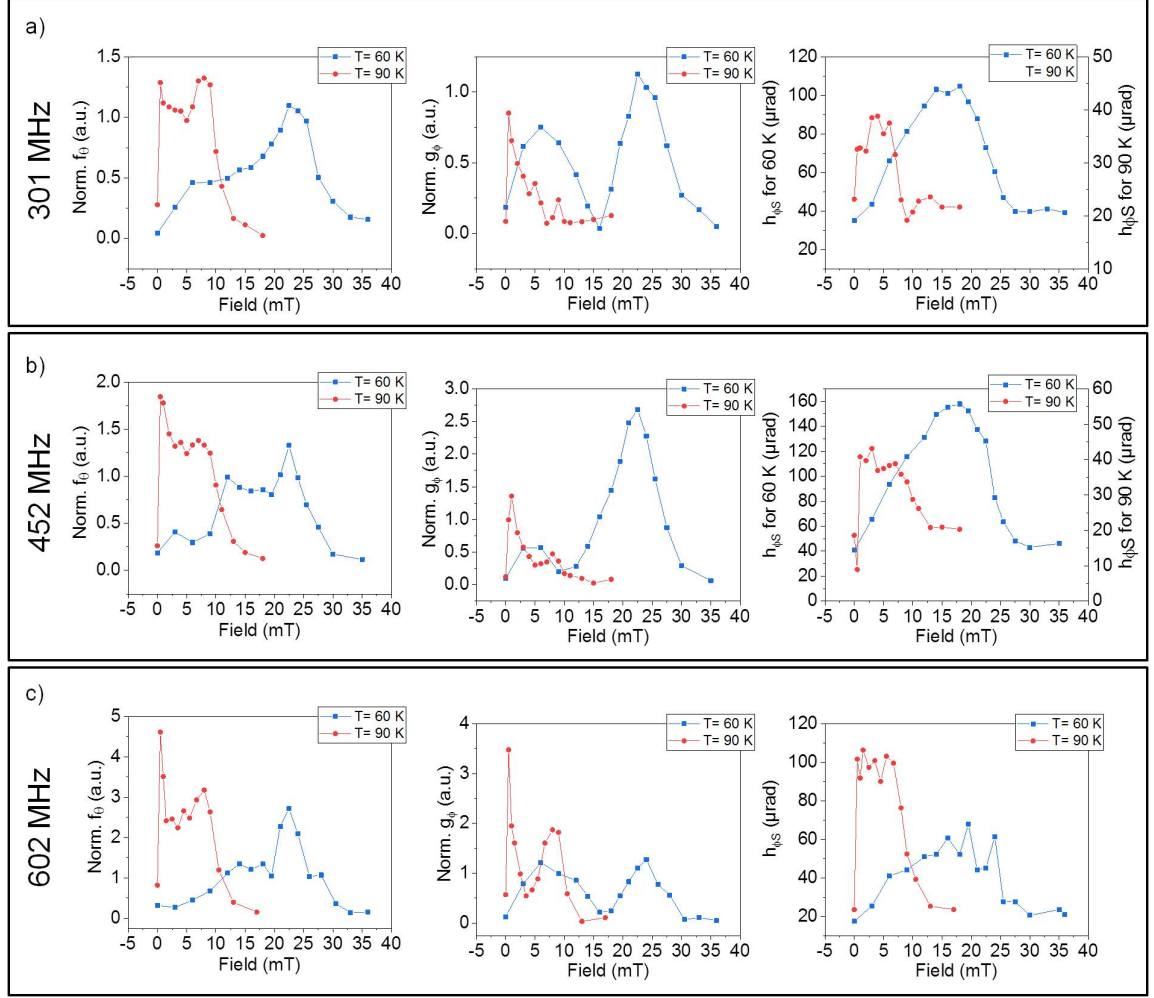 a)
301 MHz
T= 60 K
T= 90 K
1.5
1.0
0.5
0.0
Norm. fθ (a.u.)
-5 0 5 10 15 20 25 30 35 40
Field (mT)
T= 60 K
T= 90 K
1.0
0.5
0.0
Norm. gϕ (a.u.)
-5 0 5 10 15 20 25 30 35 40
Field (mT)
T= 60 K
T= 90 K
120
100
80
60
40
20
hϕS for 60 K (µrad)
50
40
30
20
10
hϕS for 90 K (µrad)
-5 0 5 10 15 20 25 30 35 40
Field (mT)
b)
452 MHz
T= 60 K
T= 90 K
2.0
1.5
1.0
0.5
0.0
Norm. fθ (a.u.)
-5 0 5 10 15 20 25 30 35 40
Field (mT)
T= 60 K
T= 90 K
3.0
2.5
2.0
1.5
1.0
0.5
0.0
Norm. gϕ (a.u.)
-5 0 5 10 15 20 25 30 35 40
Field (mT)
T= 60 K
T= 90 K
160
140
120
100
80
60
40
20
0
hϕS for 60 K (µrad)
60
50
40
30
20
10
0
hϕS for 90 K (µrad)
-5 0 5 10 15 20 25 30 35 40
Field (mT)
c)
602 MHz
T= 60 K
T= 90 K
5
4
3
2
1
0
Norm. fθ (a.u.)
-5 0 5 10 15 20 25 30 35 40
Field (mT)
T= 60 K
T= 90 K
4
3
2
1
0
Norm. gϕ (a.u.)
-5 0 5 10 15 20 25 30 35 40
Field (mT)
T= 60 K
T= 90 K
120
100
80
60
40
20
hϕS (µrad)
-5 0 5 10 15 20 25 30 35 40
Field (mT)